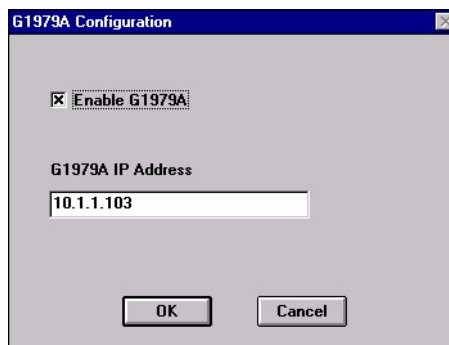 G1979A Configuration
Enable G1979A
G1979A IP Address
10.1.1.103
OK
Cancel